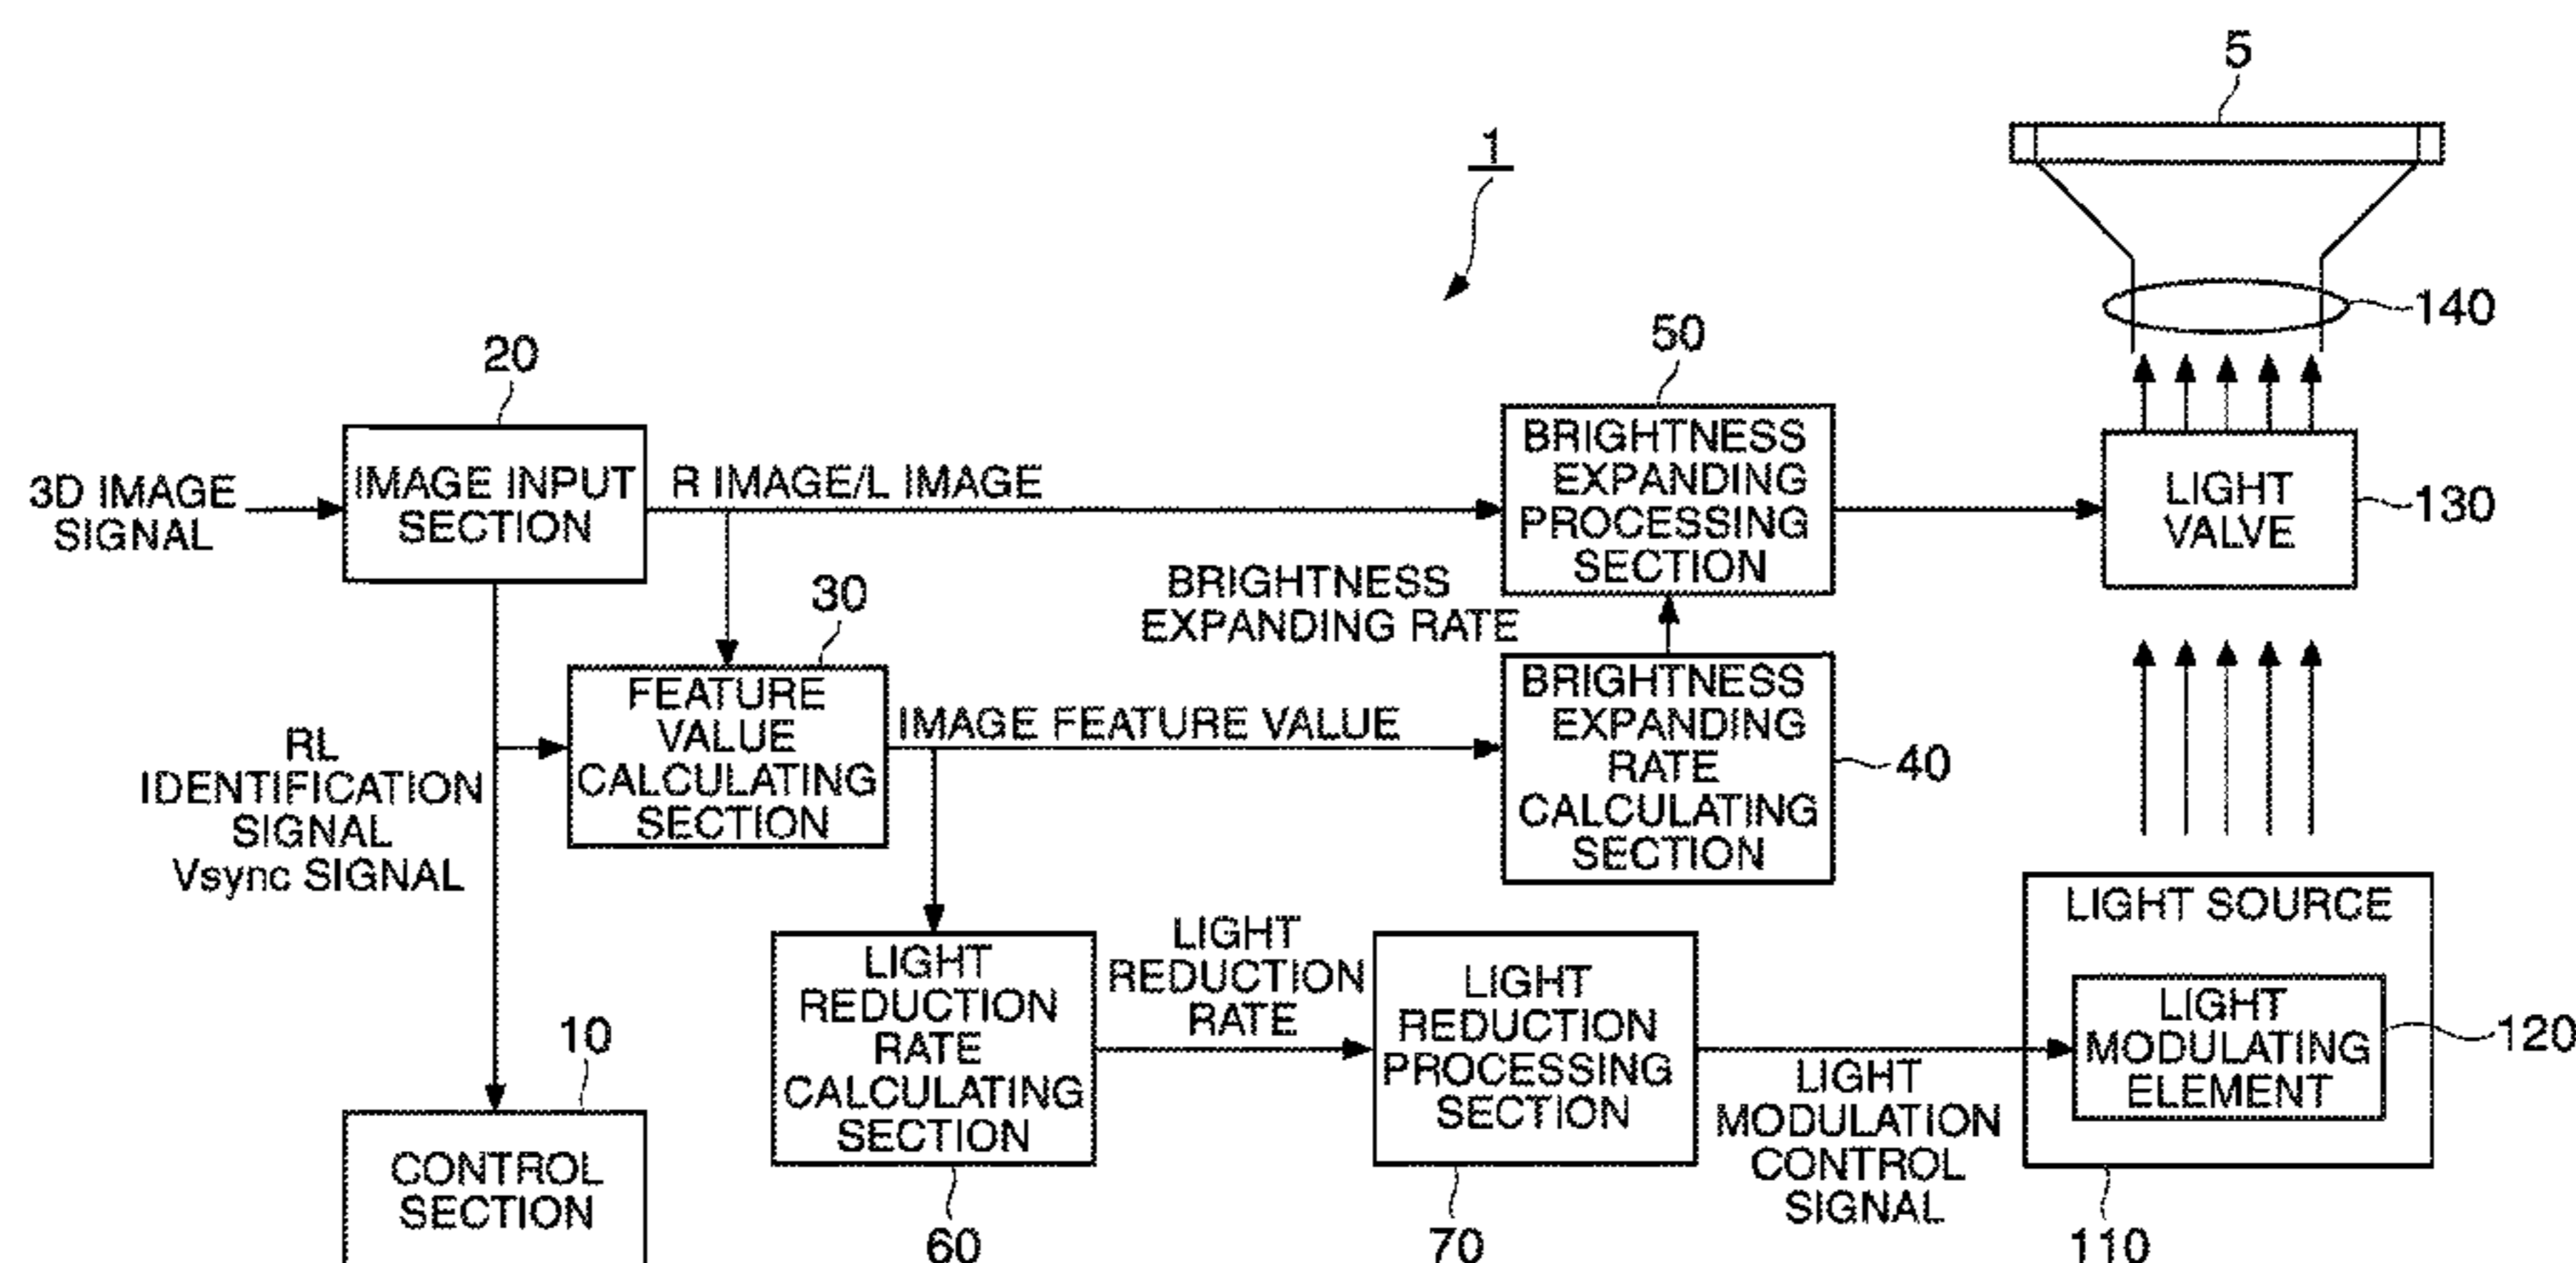 5
1
140
50
20
BRIGHTNESS
EXPANDING
PROCESSING
SECTION
LIGHT
VALVE
130
3D IMAGE
SIGNAL
IMAGE INPUT
SECTION
R IMAGE/L IMAGE
30
BRIGHTNESS
EXPANDING RATE
FEATURE
VALUE
CALCULATING
SECTION
IMAGE FEATURE VALUE
BRIGHTNESS
EXPANDING
RATE
CALCULATING
SECTION
40
RL
IDENTIFICATION
SIGNAL
Vsync SIGNAL
LIGHT SOURCE
LIGHT
REDUCTION
RATE
CALCULATING
SECTION
LIGHT
REDUCTION
RATE
LIGHT
REDUCTION
PROCESSING
SECTION
LIGHT
MODULATING
ELEMENT
120
10
LIGHT
MODULATION
CONTROL
SIGNAL
CONTROL
SECTION
60
70
110